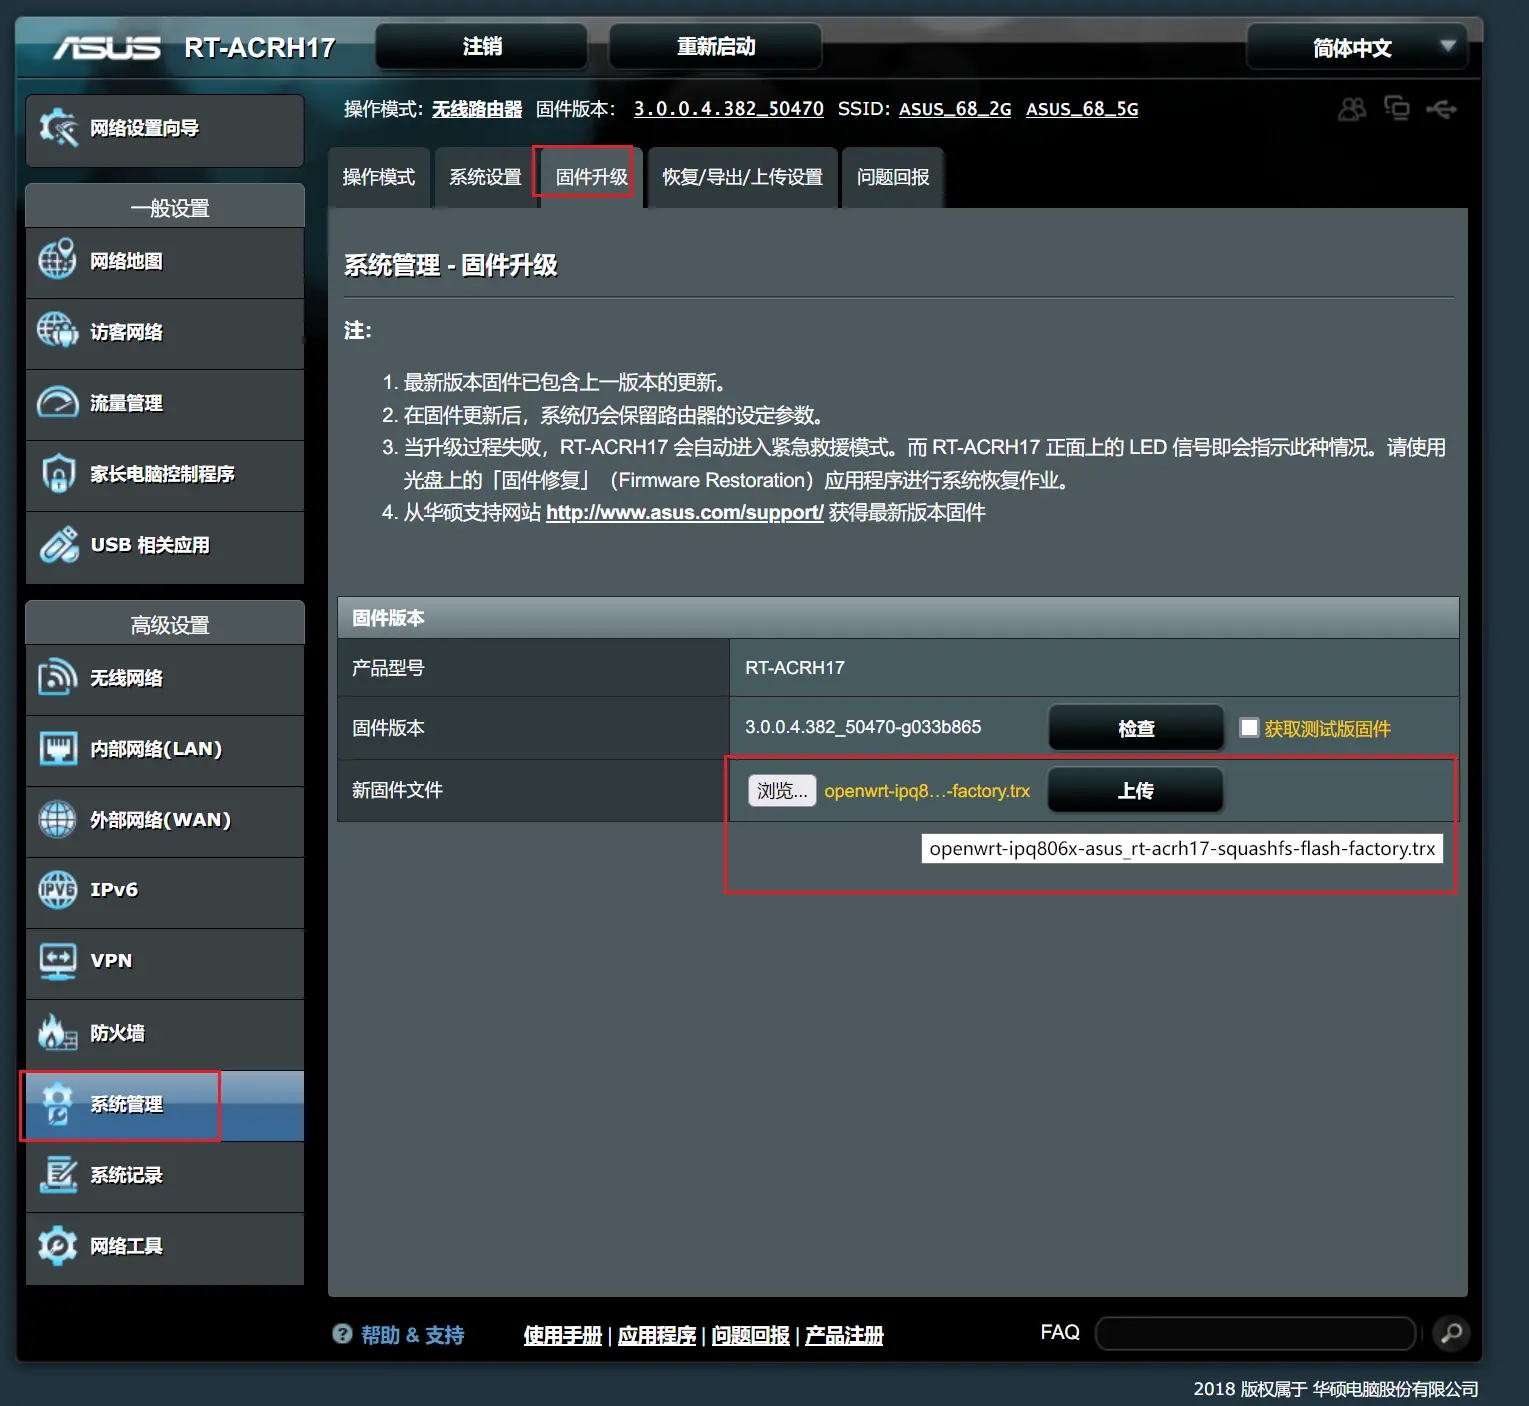 ASUS RT-ACRH17 注销 重新启动 简体中文
操作模式: 无线路由器 固件版本: 3.0.0.4.382_50470 SSID: ASUS_68_2G ASUS_68_5G
网络设置向导
一般设置
网络地图
访客网络
流量管理
家长电脑控制程序
USB 相关应用
高级设置
无线网络
内部网络(LAN)
外部网络(WAN)
IPv6
VPN
防火墙
系统管理
系统记录
网络工具
操作模式 系统设置 固件升级 恢复/导出/上传设置 问题回报
系统管理 - 固件升级
注:
1. 最新版本固件已包含上一版本的更新。
2. 在固件更新后，系统仍会保留路由器的设定参数。
3. 当升级过程失败，RT-ACRH17 会自动进入紧急救援模式。而 RT-ACRH17 正面上的 LED 信号即会指示此种情况。请使用
光盘上的「固件修复」（Firmware Restoration）应用程序进行系统恢复作业。
4. 从华硕支持网站 http://www.asus.com/support/ 获得最新版本固件
固件版本
产品型号 RT-ACRH17
固件版本 3.0.0.4.382_50470-g033b865 检查 获取测试版固件
新固件文件 浏览... openwrt-ipq8...-factory.trx 上传
openwrt-ipq806x-asus_rt-acrh17-squashfs-flash-factory.trx
? 帮助 & 支持 使用手册 | 应用程序 | 问题回报 | 产品注册 FAQ
2018 版权属于 华硕电脑股份有限公司